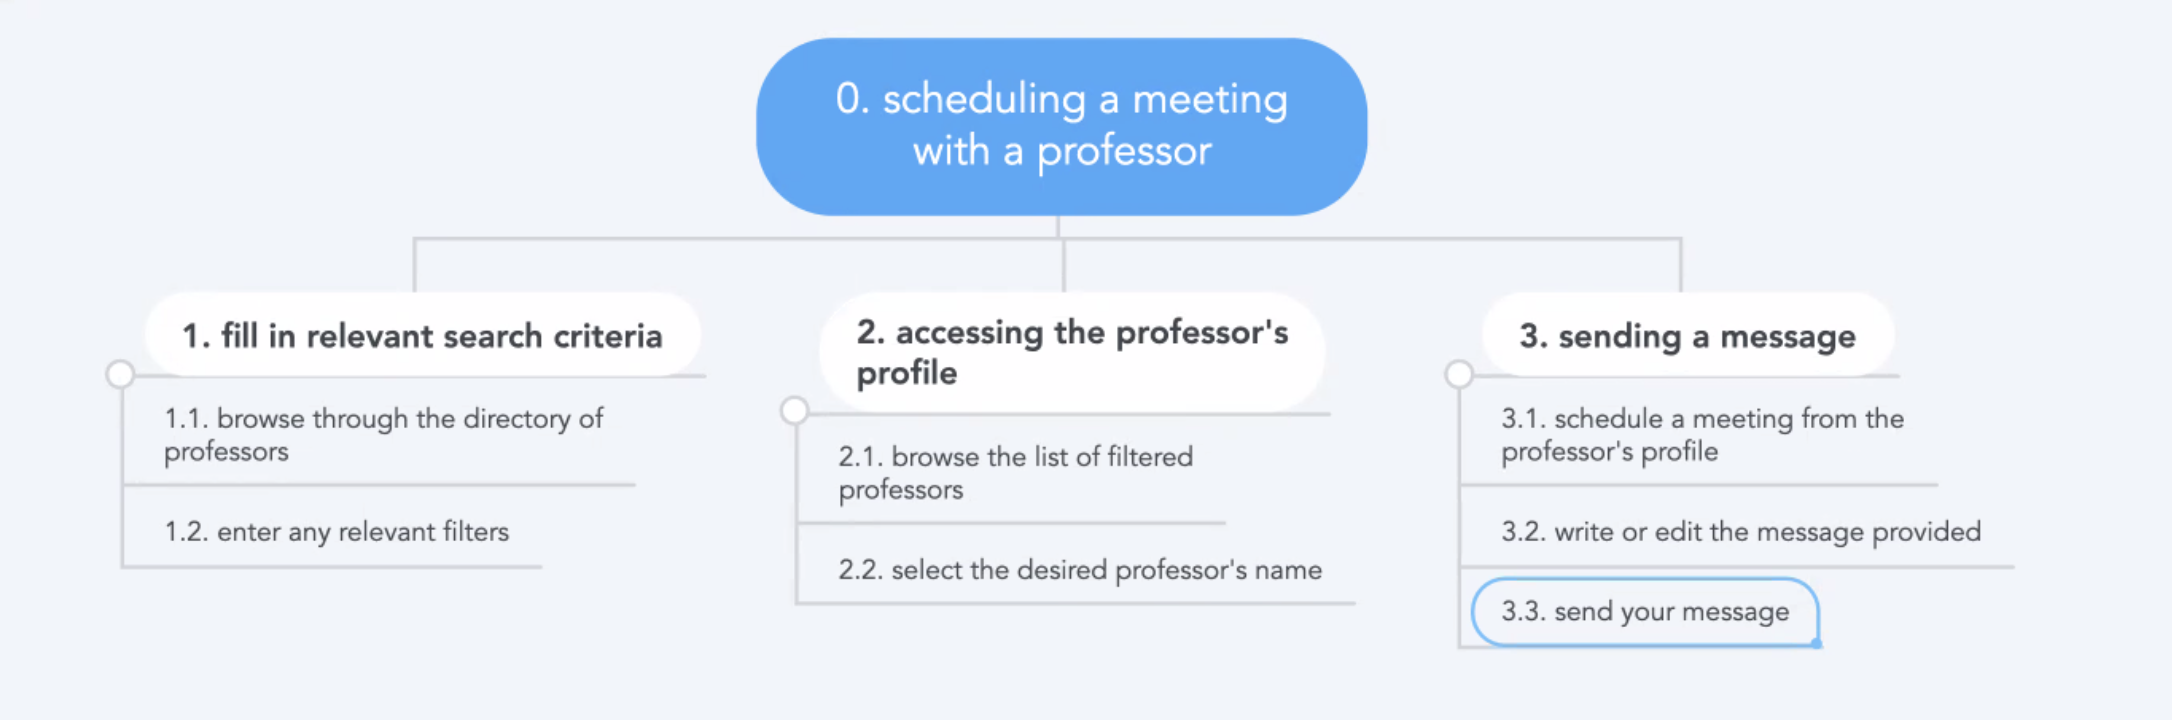 0. scheduling a meeting
with a professor
1. fill in relevant search criteria
1.1. browse through the directory of
professors
1.2. enter any relevant filters
2. accessing the professor's
profile
2.1. browse the list of filtered
professors
2.2. select the desired professor's name
3. sending a message
3.1. schedule a meeting from the
professor's profile
3.2. write or edit the message provided
3.3. send your message